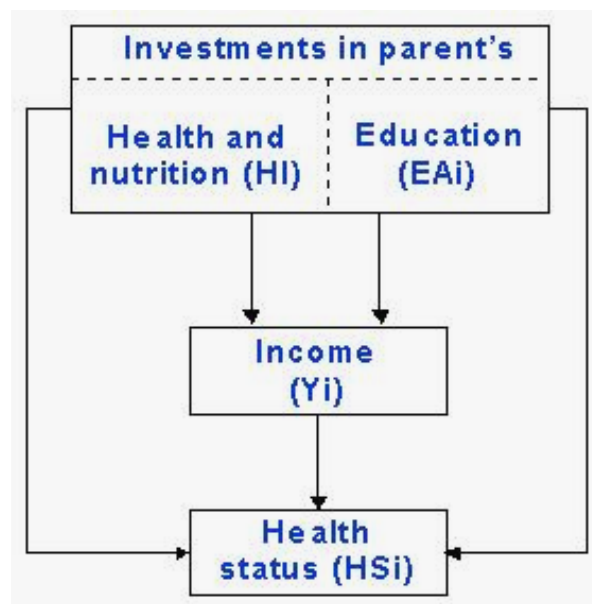 Investments in parent's
Health and
nutrition (HI)
Education
(EAi)
Income
(Yi)
Health
status (HSi)